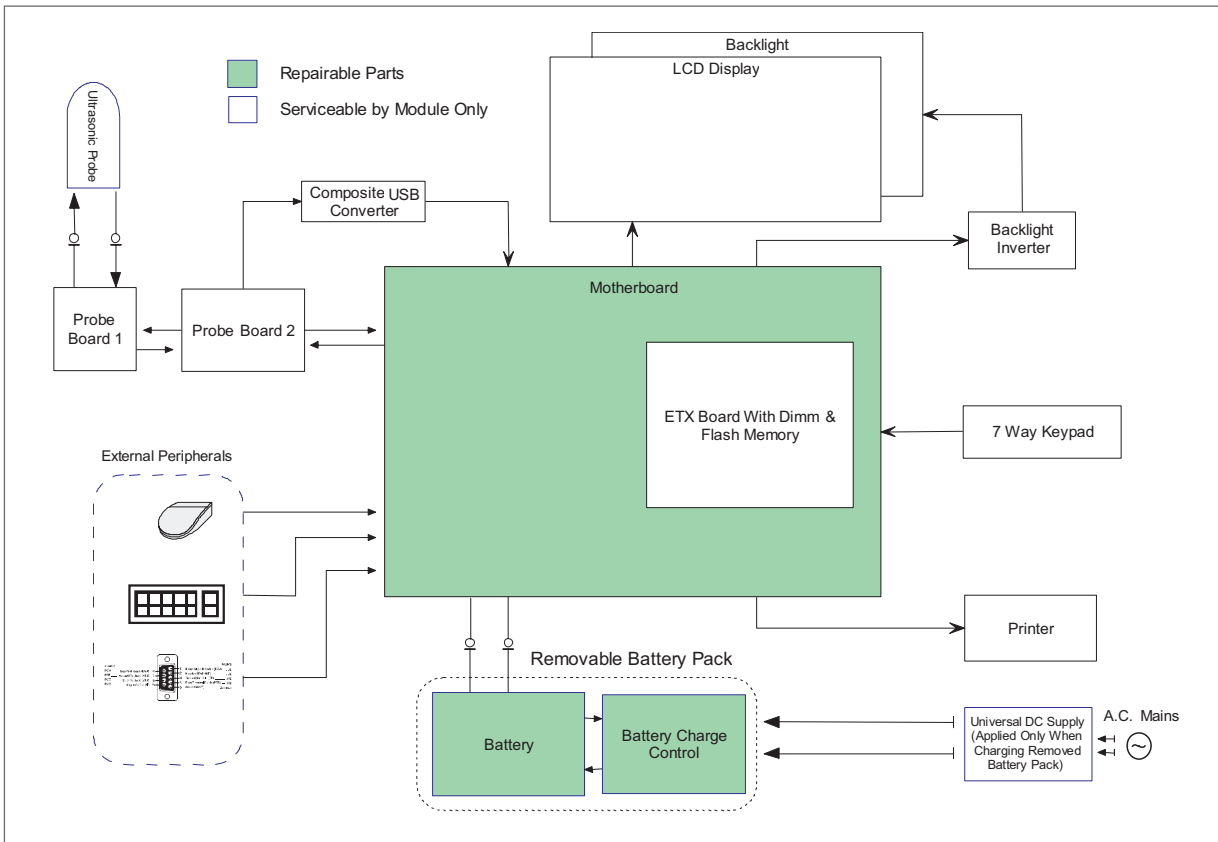 Backlight
LCD Display
Repairable Parts
Serviceable by Module Only
Ultrasonic Probe
Composite USB
Converter
Backlight
Inverter
Motherboard
Probe
Board 1
Probe Board 2
ETX Board With Dimm &
Flash Memory
7 Way Keypad
External Peripherals
Printer
Removable Battery Pack
Battery
Battery Charge
Control
Universal DC Supply
(Applied Only When
Charging Removed
Battery Pack)
A.C. Mains
~